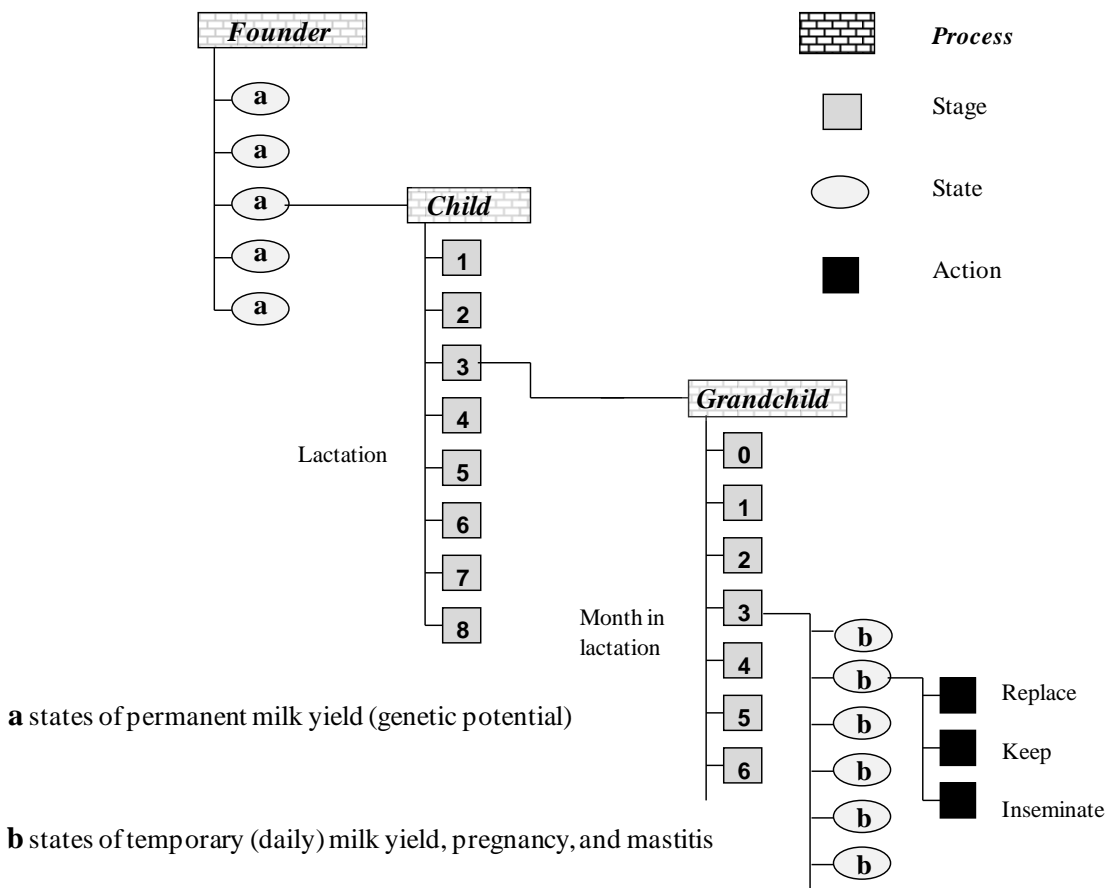 Founder
Process
a
Stage
a
State
a
Child
a
1
Action
a
2
3
Grandchild
4
Lactation
0
5
1
6
2
7
3
Month in
lactation
8
b
4
b
Replace
a states of permanent milk yield (genetic potential)
5
b
Keep
6
b
Inseminate
b
b states of temporary (daily) milk yield, pregnancy, and mastitis
b